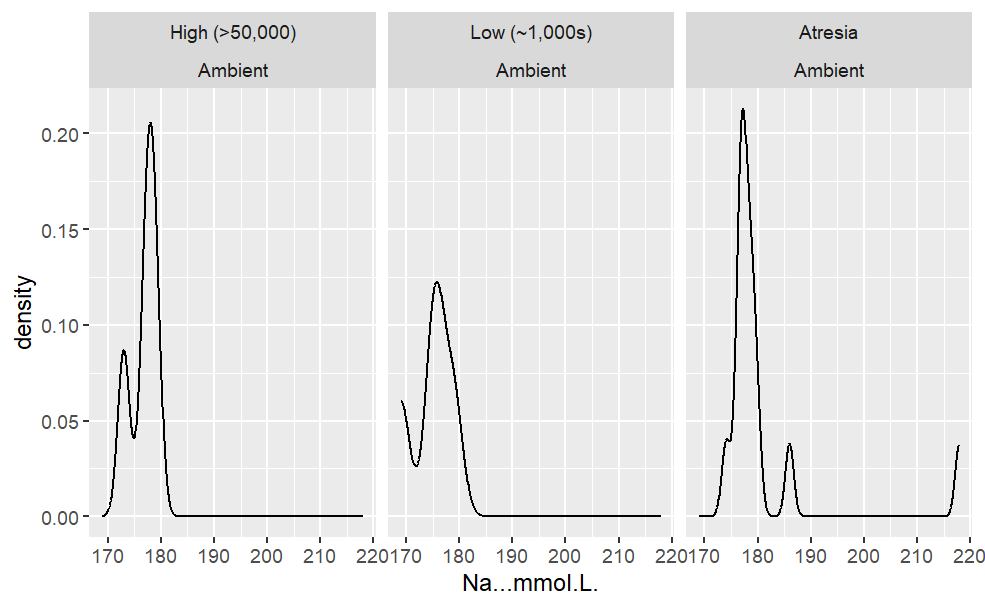 High (>50,000)
Low (~1,000s)
Atresia
Ambient
Ambient
Ambient
0.20
0.15
0.10
0.05
0.00
density
170 180 190 200 210 220
170 180 190 200 210 220
170 180 190 200 210 220
Na...mmol.L.